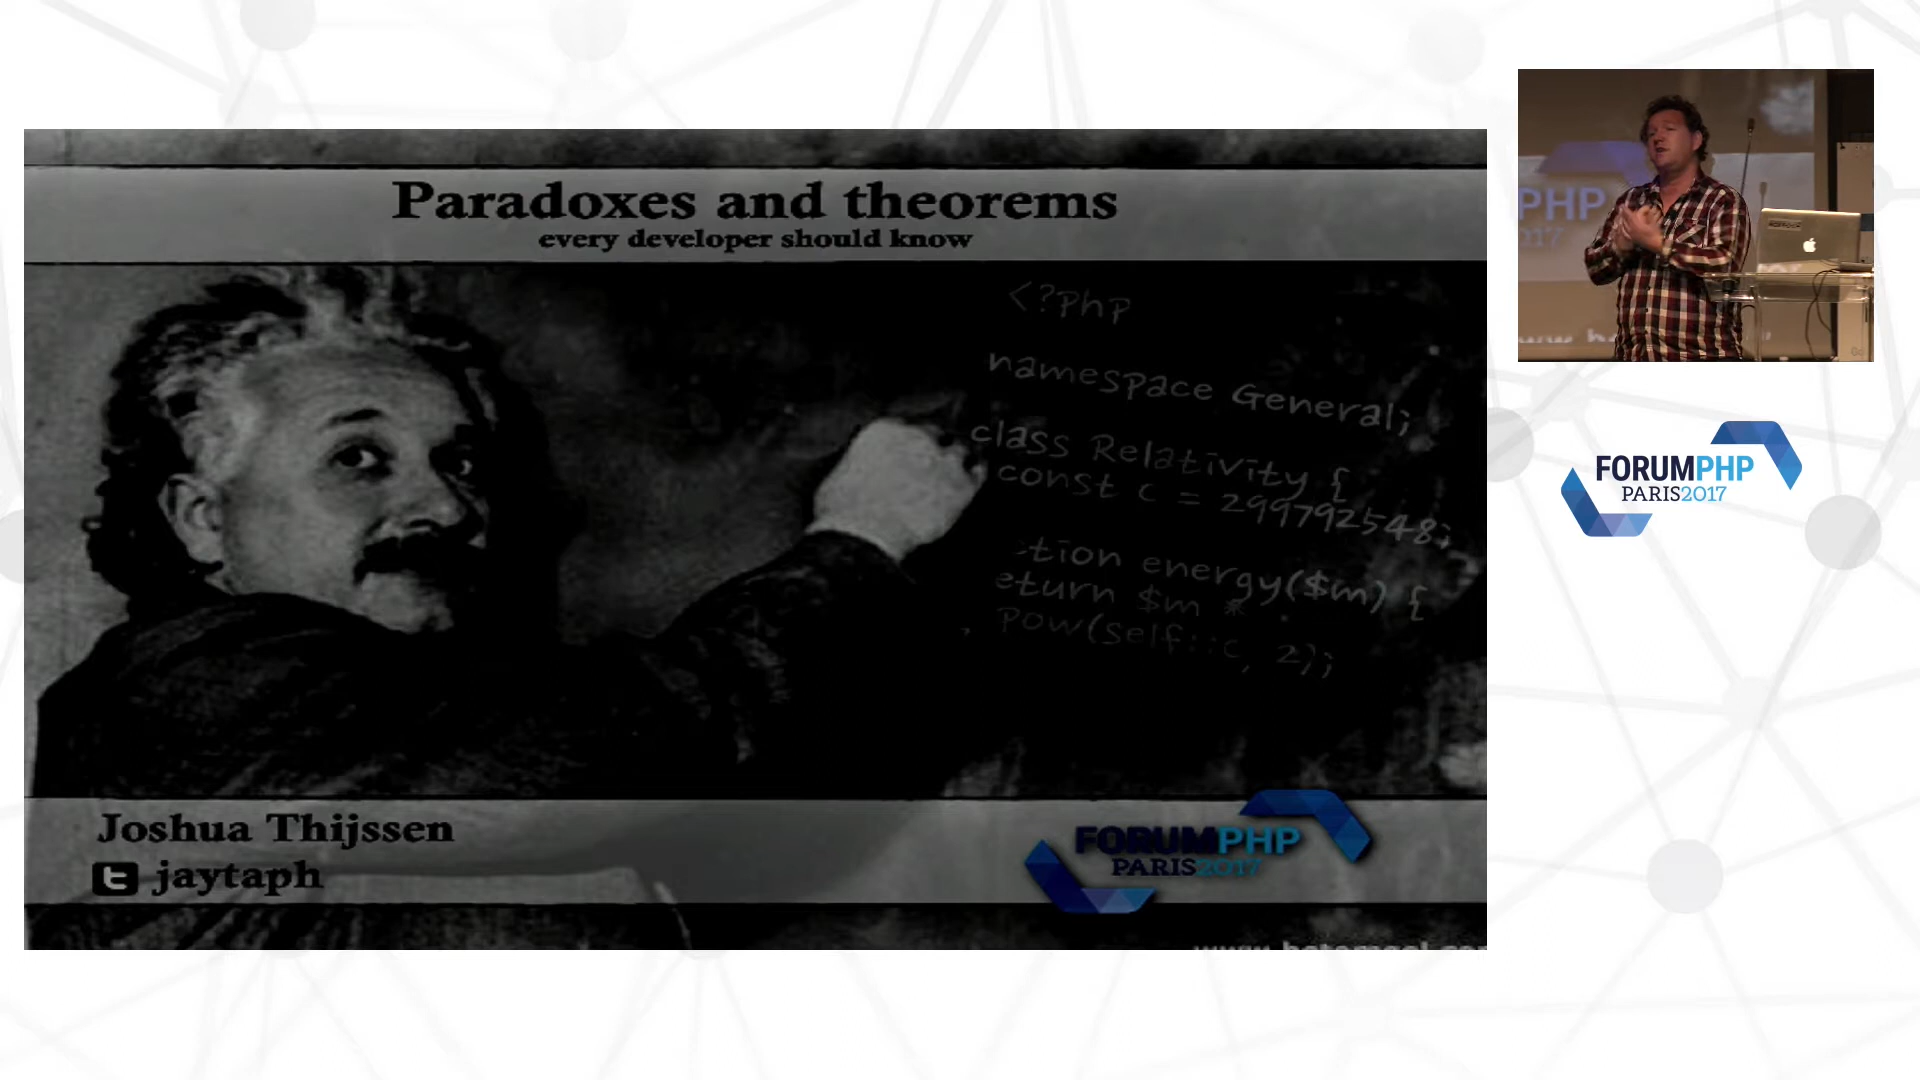 Paradoxes and theorems
every developer should know
<?php
namespace General;
class Relativity {
const c = 299792548;
tion energy($m) {
eturn $m *
pow(self::c, 2);
Joshua Thijssen
jaytaph
FORUMPHP
PARIS2017
PHP
FORUMPHP
PARIS2017